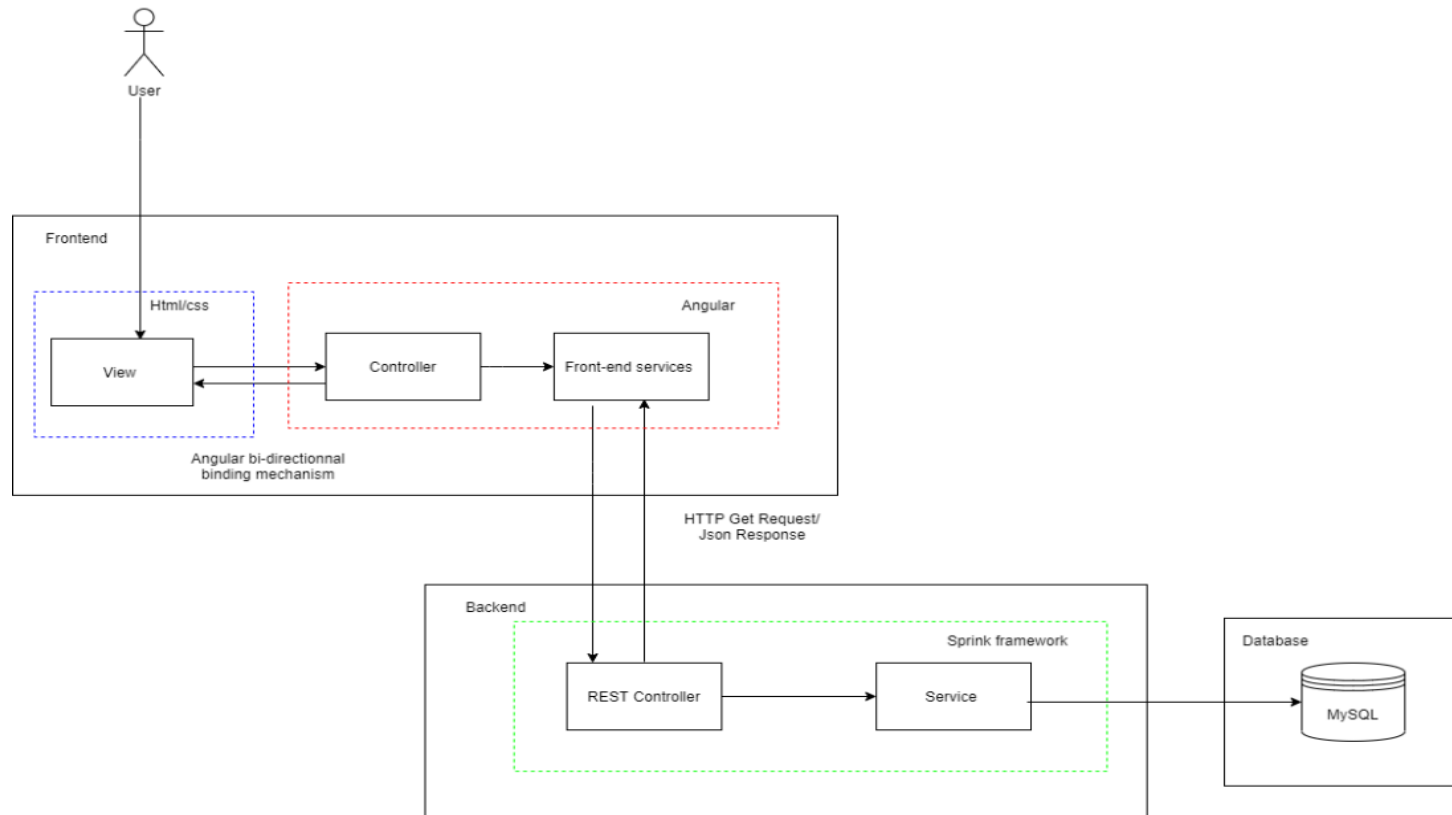 User
Frontend
Html/css
Angular
View
Controller
Front-end services
Angular bi-directionnal
binding mechanism
HTTP Get Request/
Json Response
Backend
Sprink framework
Database
REST Controller
Service
MySQL